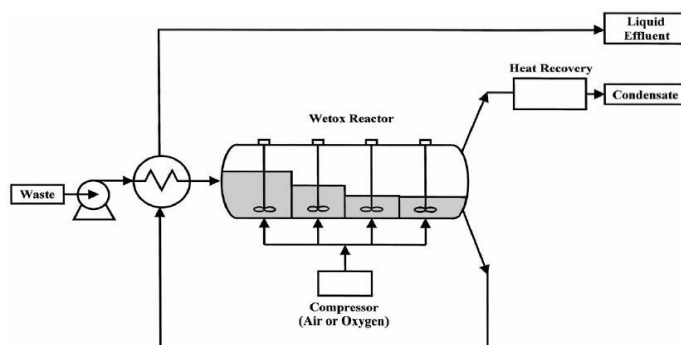 Liquid
Effluent
Heat Recovery
Condensate
Wetox Reactor
Waste
Compressor
(Air or Oxygen)